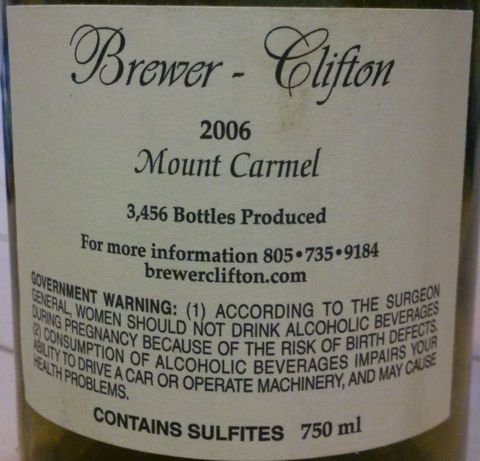 Brewer - Clifton
2006
Mount Carmel
3,456 Bottles Produced
For more information 805•735•9184
brewerclifton.com
GOVERNMENT WARNING: (1) ACCORDING TO THE SURGEON
GENERAL, WOMEN SHOULD NOT DRINK ALCOHOLIC BEVERAGES
DURING PREGNANCY BECAUSE OF THE RISK OF BIRTH DEFECTS.
(2) CONSUMPTION OF ALCOHOLIC BEVERAGES IMPAIRS YOUR
ABILITY TO DRIVE A CAR OR OPERATE MACHINERY, AND MAY CAUSE
HEALTH PROBLEMS.
CONTAINS SULFITES 750 ml